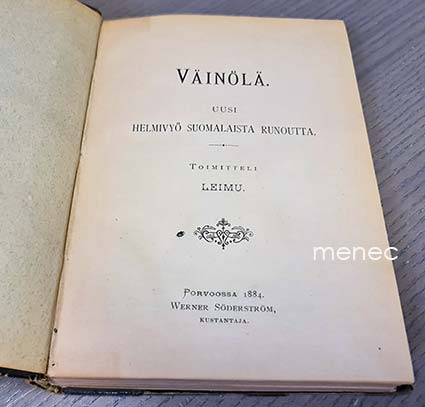 VÄINÖLÄ.
UUSI
HELMIVYÖ SUOMALAISTA RUNOUTTA.
TOIMITTELI
LEIMU.
menec
PORVOOSSA 1884.
WERNER SÖDERSTRÖM,
KUSTANTAJA.